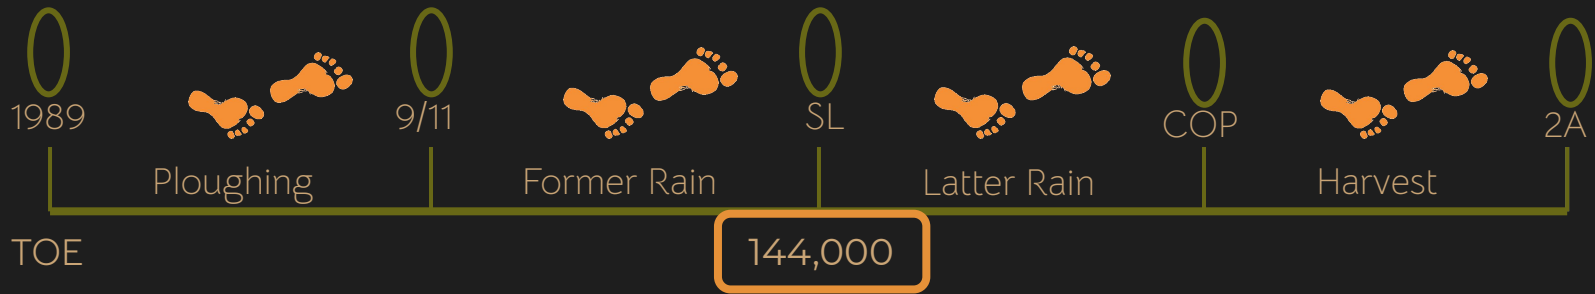 1989 9/11 SL COP 2A
Ploughing Former Rain Latter Rain Harvest
TOE 144,000